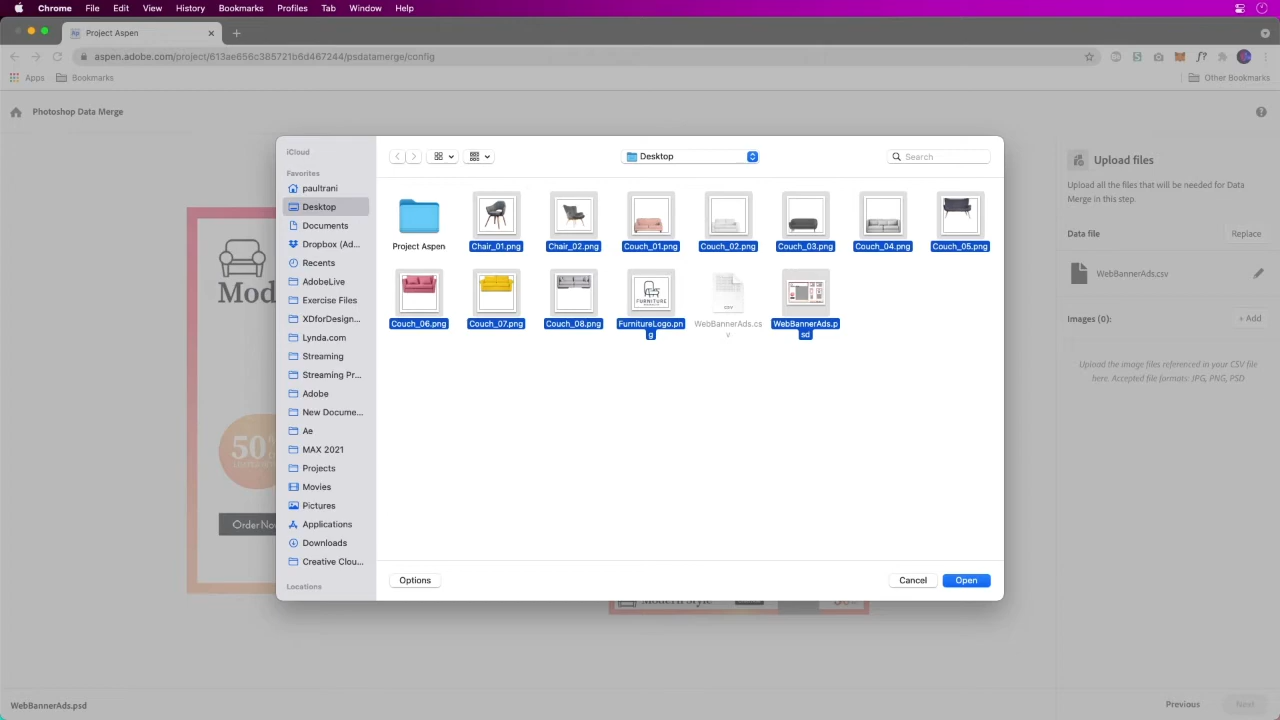 Chrome File Edit View History Bookmarks Profiles Tab Window Help
Project Aspen
aspen.adobe.com/project/613ae656c385721b6d467244/psdatamerge/config
Apps Bookmarks Other Bookmarks
Photoshop Data Merge
iCloud
Favorites
paultrani
Desktop
Documents
Dropbox (Ad...
Recents
AdobeLive
Exercise Files
XDforDesign...
Lynda.com
Streaming
Streaming Pr...
Adobe
New Docume...
Ae
MAX 2021
Projects
Movies
Pictures
Applications
Downloads
Creative Clou...
Locations
Desktop
Search
Project Aspen Chair_01.png Chair_02.png Couch_01.png Couch_02.png Couch_03.png Couch_04.png Couch_05.png
FURNITURE
Couch_06.png Couch_07.png Couch_08.png FurnitureLogo.pn WebBannerAds.cs WebBannerAds.p
g v sd
CSV
Options Cancel Open
Upload files
Upload all the files that will be needed for Data
Merge in this step.
Data file Replace
WebBannerAds.csv
Images (0): + Add
Upload the image files referenced in your CSV file
here. Accepted file formats: JPG, PNG, PSD
Mod
50
Order Now
Modern Style
WebBannerAds.psd
Previous Next